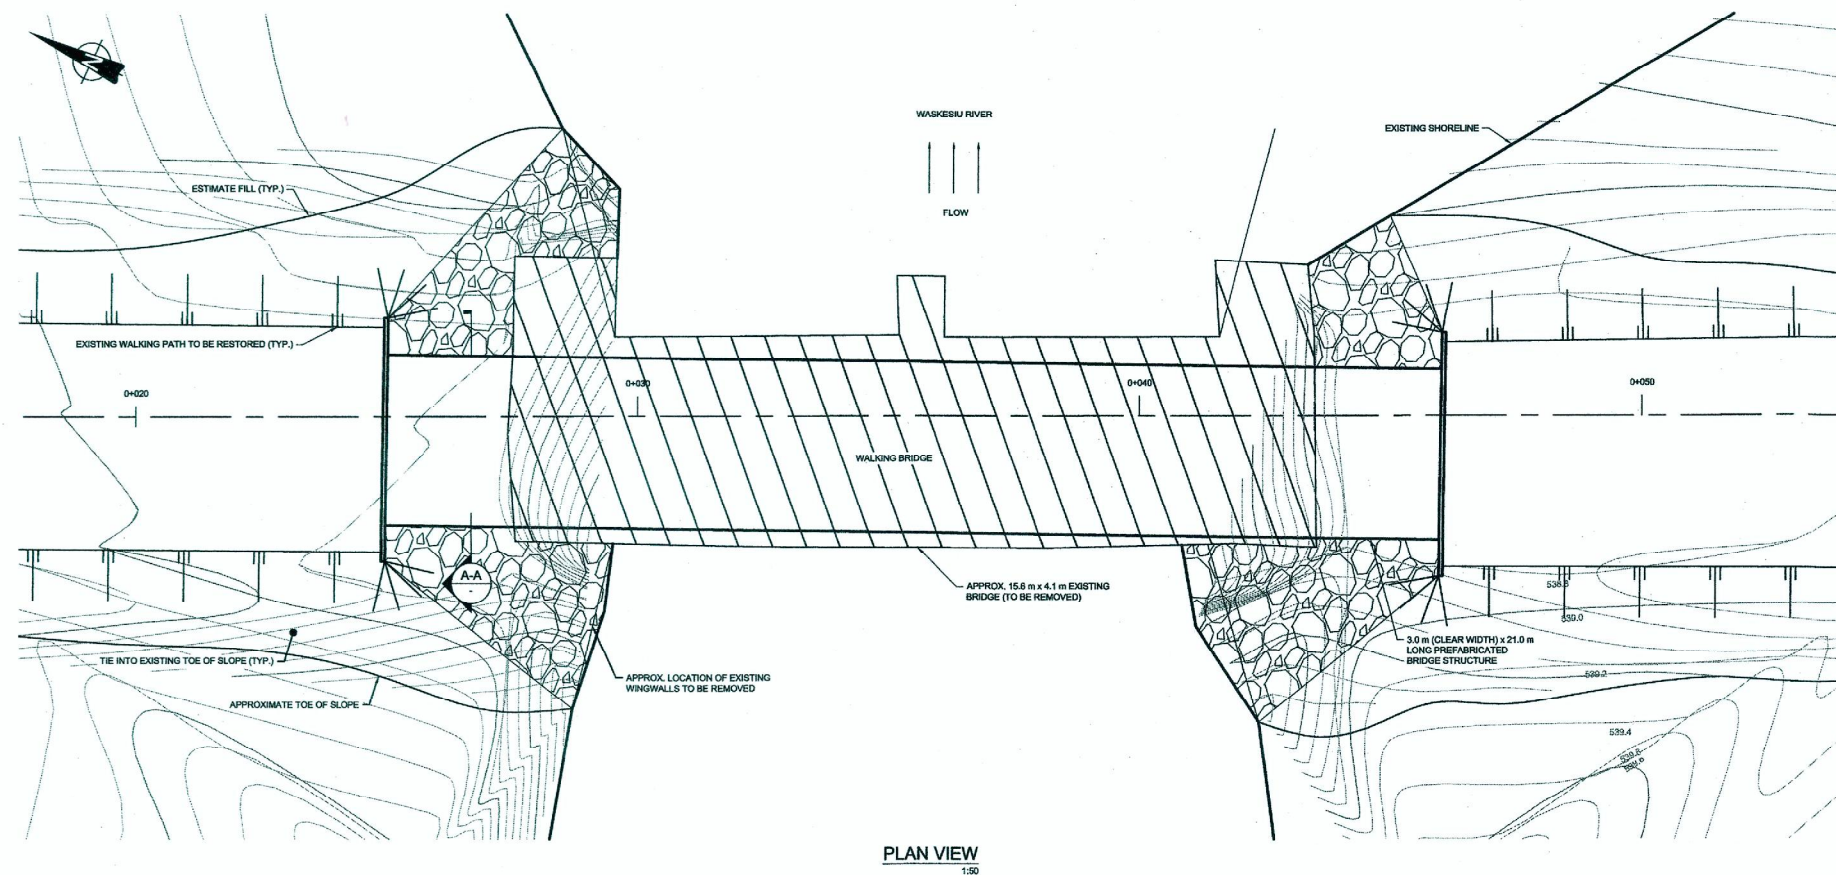 N
WASKESIU RIVER
EXISTING SHORELINE
ESTIMATE FILL (TYP.)
FLOW
EXISTING WALKING PATH TO BE RESTORED (TYP.)
0+020
0+030
0+040
0+050
WALKING BRIDGE
A-A
-
APPROX. 15.6 m x 4.1 m EXISTING
BRIDGE (TO BE REMOVED)
538.8
539.0
3.0 m (CLEAR WIDTH) x 21.0 m
LONG PREFABRICATED
BRIDGE STRUCTURE
TIE INTO EXISTING TOE OF SLOPE (TYP.)
539.2
APPROX. LOCATION OF EXISTING
WINGWALLS TO BE REMOVED
APPROXIMATE TOE OF SLOPE
539.4
PLAN VIEW
1:50